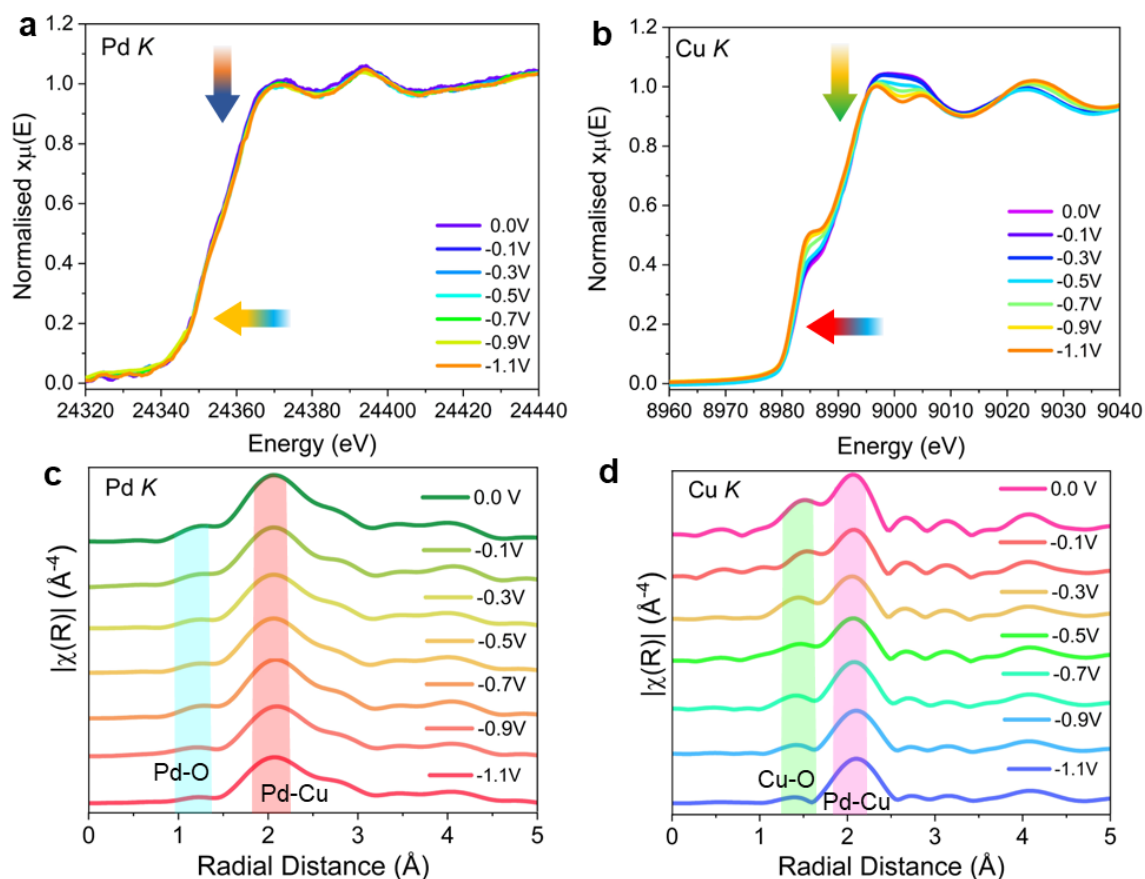 a
Pd K
Normalised xμ(E)
1.2
1.0
0.8
0.6
0.4
0.2
0.0
0.0V
-0.1V
-0.3V
-0.5V
-0.7V
-0.9V
-1.1V
24320 24340 24360 24380 24400 24420 24440
Energy (eV)
b
Cu K
Normalised xμ(E)
1.2
1.0
0.8
0.6
0.4
0.2
0.0
0.0V
-0.1V
-0.3V
-0.5V
-0.7V
-0.9V
-1.1V
8960 8970 8980 8990 9000 9010 9020 9030 9040
Energy (eV)
c
Pd K
|χ(R)| (Å⁻⁴)
0.0 V
-0.1V
-0.3V
-0.5V
-0.7V
-0.9V
-1.1V
Pd-O
Pd-Cu
0 1 2 3 4 5
Radial Distance (Å)
d
Cu K
|χ(R)| (Å⁻⁴)
0.0 V
-0.1V
-0.3V
-0.5V
-0.7V
-0.9V
-1.1V
Cu-O
Pd-Cu
0 1 2 3 4 5
Radial Distance (Å)